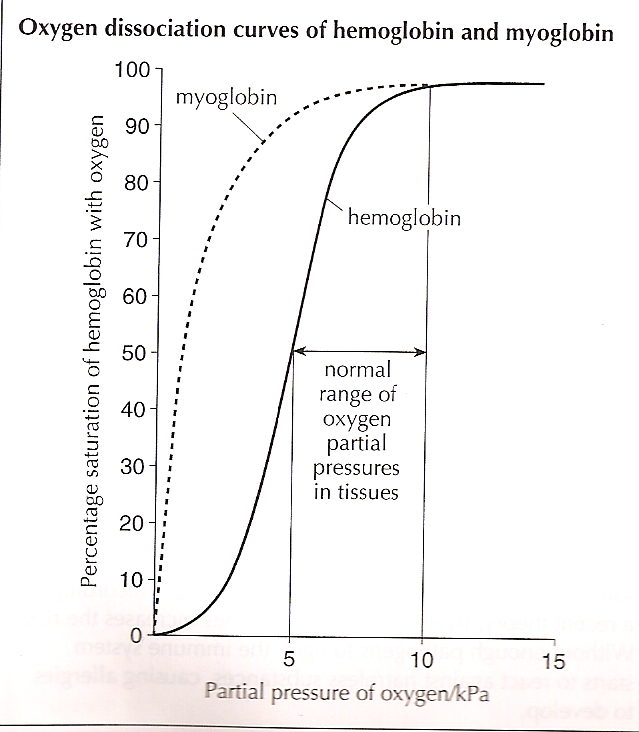 Oxygen dissociation curves of hemoglobin and myoglobin
Percentage saturation of hemoglobin with oxygen
100
90
80
70
60
50
40
30
20
10
0
myoglobin
hemoglobin
normal
range of
oxygen
partial
pressures
in tissues
5
10
15
Partial pressure of oxygen/kPa